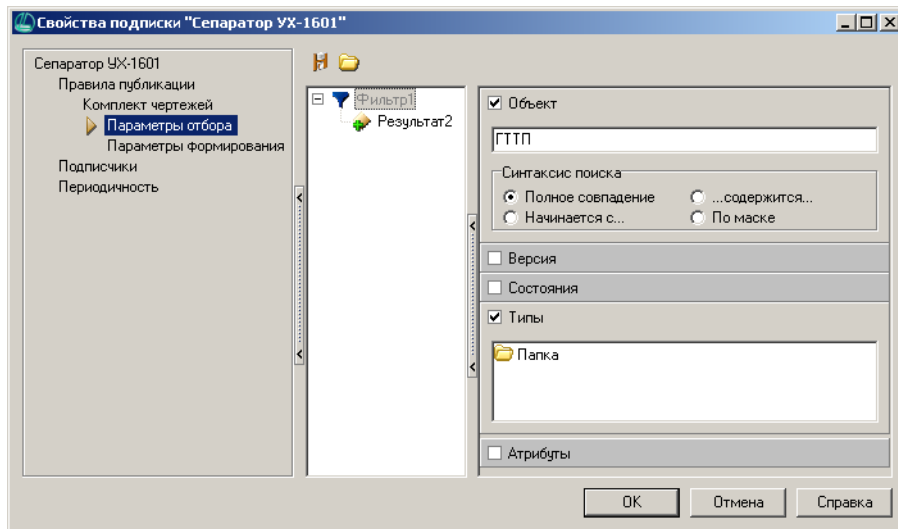 Свойства подписки "Сепаратор УХ-1601"
Сепаратор УХ-1601
Правила публикации
Комплект чертежей
Параметры отбора
Параметры формирования
Подписчики
Периодичность
Фильтр1
Результат2
Объект
ГТТП
Синтаксис поиска
Полное совпадение
...содержится...
Начинается с...
По маске
Версия
Состояния
Типы
Папка
Атрибуты
OK
Отмена
Справка